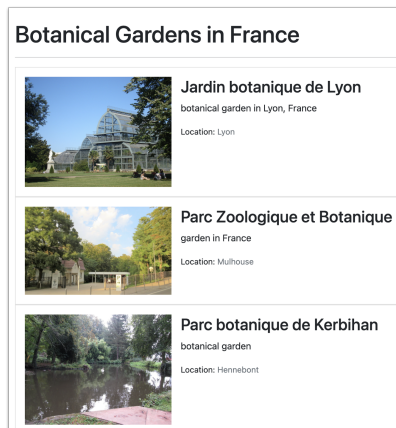 Botanical Gardens in France
Jardin botanique de Lyon
botanical garden in Lyon, France
Location: Lyon
Parc Zoologique et Botanique
garden in France
Location: Mulhouse
Parc botanique de Kerbihan
botanical garden
Location: Hennebont